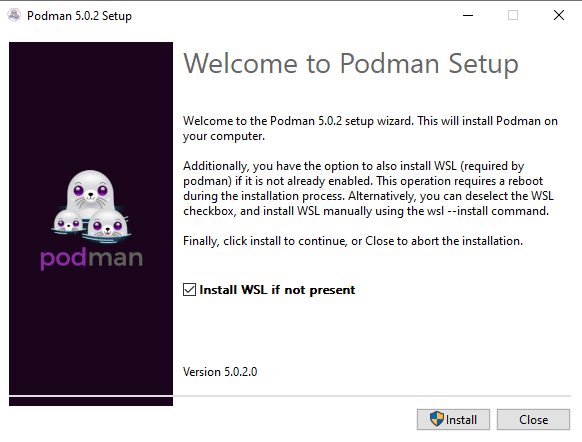 Podman 5.0.2 Setup
Welcome to Podman Setup
Welcome to the Podman 5.0.2 setup wizard. This will install Podman on
your computer.
Additionally, you have the option to also install WSL (required by
podman) if it is not already enabled. This operation requires a reboot
during the installation process. Alternatively, you can deselect the WSL
checkbox, and install WSL manually using the wsl --install command.
Finally, click install to continue, or Close to abort the installation.
podman
Install WSL if not present
Version 5.0.2.0
Install
Close